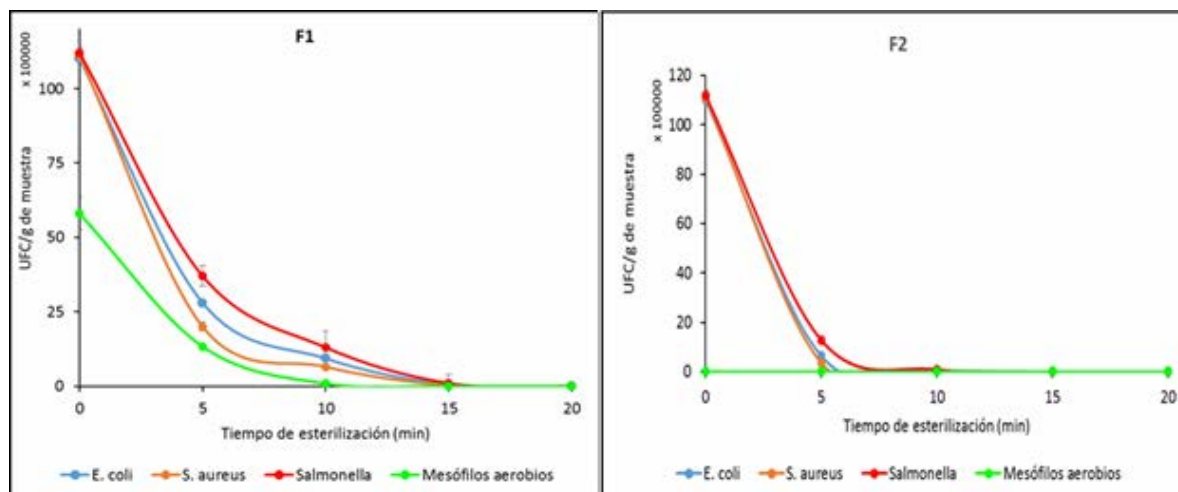 F1
x 100000
UFC/g de muestra
100
75
50
25
0
0 5 10 15 20
Tiempo de esterilización (min)
E. coli S. aureus Salmonella Mesófilos aerobios
F2
x 100000
UFC/g de muestra
120
100
80
60
40
20
0
0 5 10 15 20
Tiempo de esterilización (min)
E. coli S. aureus Salmonella Mesófilos aerobios